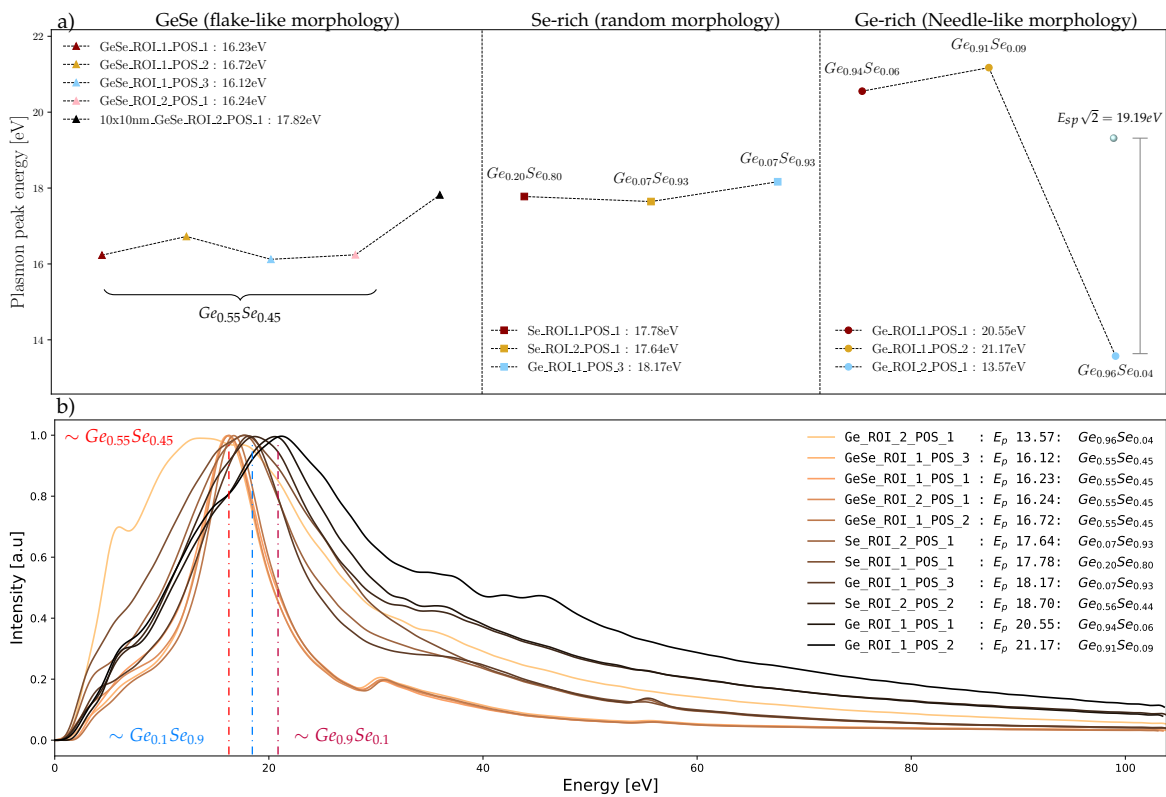 a)
GeSe (flake-like morphology)
Se-rich (random morphology)
Ge-rich (Needle-like morphology)
Plasmon peak energy [eV]
22
20
18
16
14
GeSe_ROI_1_POS_1 : 16.23eV
GeSe_ROI_1_POS_2 : 16.72eV
GeSe_ROI_1_POS_3 : 16.12eV
GeSe_ROI_2_POS_1 : 16.24eV
10x10nm_GeSe_ROI_2_POS_1 : 17.82eV
Ge0.55Se0.45
Ge0.20Se0.80
Ge0.07Se0.93
Ge0.07Se0.93
Se_ROI_1_POS_1 : 17.78eV
Se_ROI_2_POS_1 : 17.64eV
Ge_ROI_1_POS_3 : 18.17eV
Ge0.94Se0.06
Ge0.91Se0.09
Esp√2 = 19.19eV
Ge_ROI_1_POS_1 : 20.55eV
Ge_ROI_1_POS_2 : 21.17eV
Ge_ROI_2_POS_1 : 13.57eV
Ge0.96Se0.04
b)
Intensity [a.u]
1.0
0.8
0.6
0.4
0.2
0.0
~ Ge0.55Se0.45
~ Ge0.1Se0.9
~ Ge0.9Se0.1
Ge_ROI_2_POS_1 : Ep 13.57: Ge0.96Se0.04
GeSe_ROI_1_POS_3 : Ep 16.12: Ge0.55Se0.45
GeSe_ROI_1_POS_1 : Ep 16.23: Ge0.55Se0.45
GeSe_ROI_2_POS_1 : Ep 16.24: Ge0.55Se0.45
GeSe_ROI_1_POS_2 : Ep 16.72: Ge0.55Se0.45
Se_ROI_2_POS_1 : Ep 17.64: Ge0.07Se0.93
Se_ROI_1_POS_1 : Ep 17.78: Ge0.20Se0.80
Ge_ROI_1_POS_3 : Ep 18.17: Ge0.07Se0.93
Se_ROI_2_POS_2 : Ep 18.70: Ge0.56Se0.44
Ge_ROI_1_POS_1 : Ep 20.55: Ge0.94Se0.06
Ge_ROI_1_POS_2 : Ep 21.17: Ge0.91Se0.09
0 20 40 60 80 100
Energy [eV]